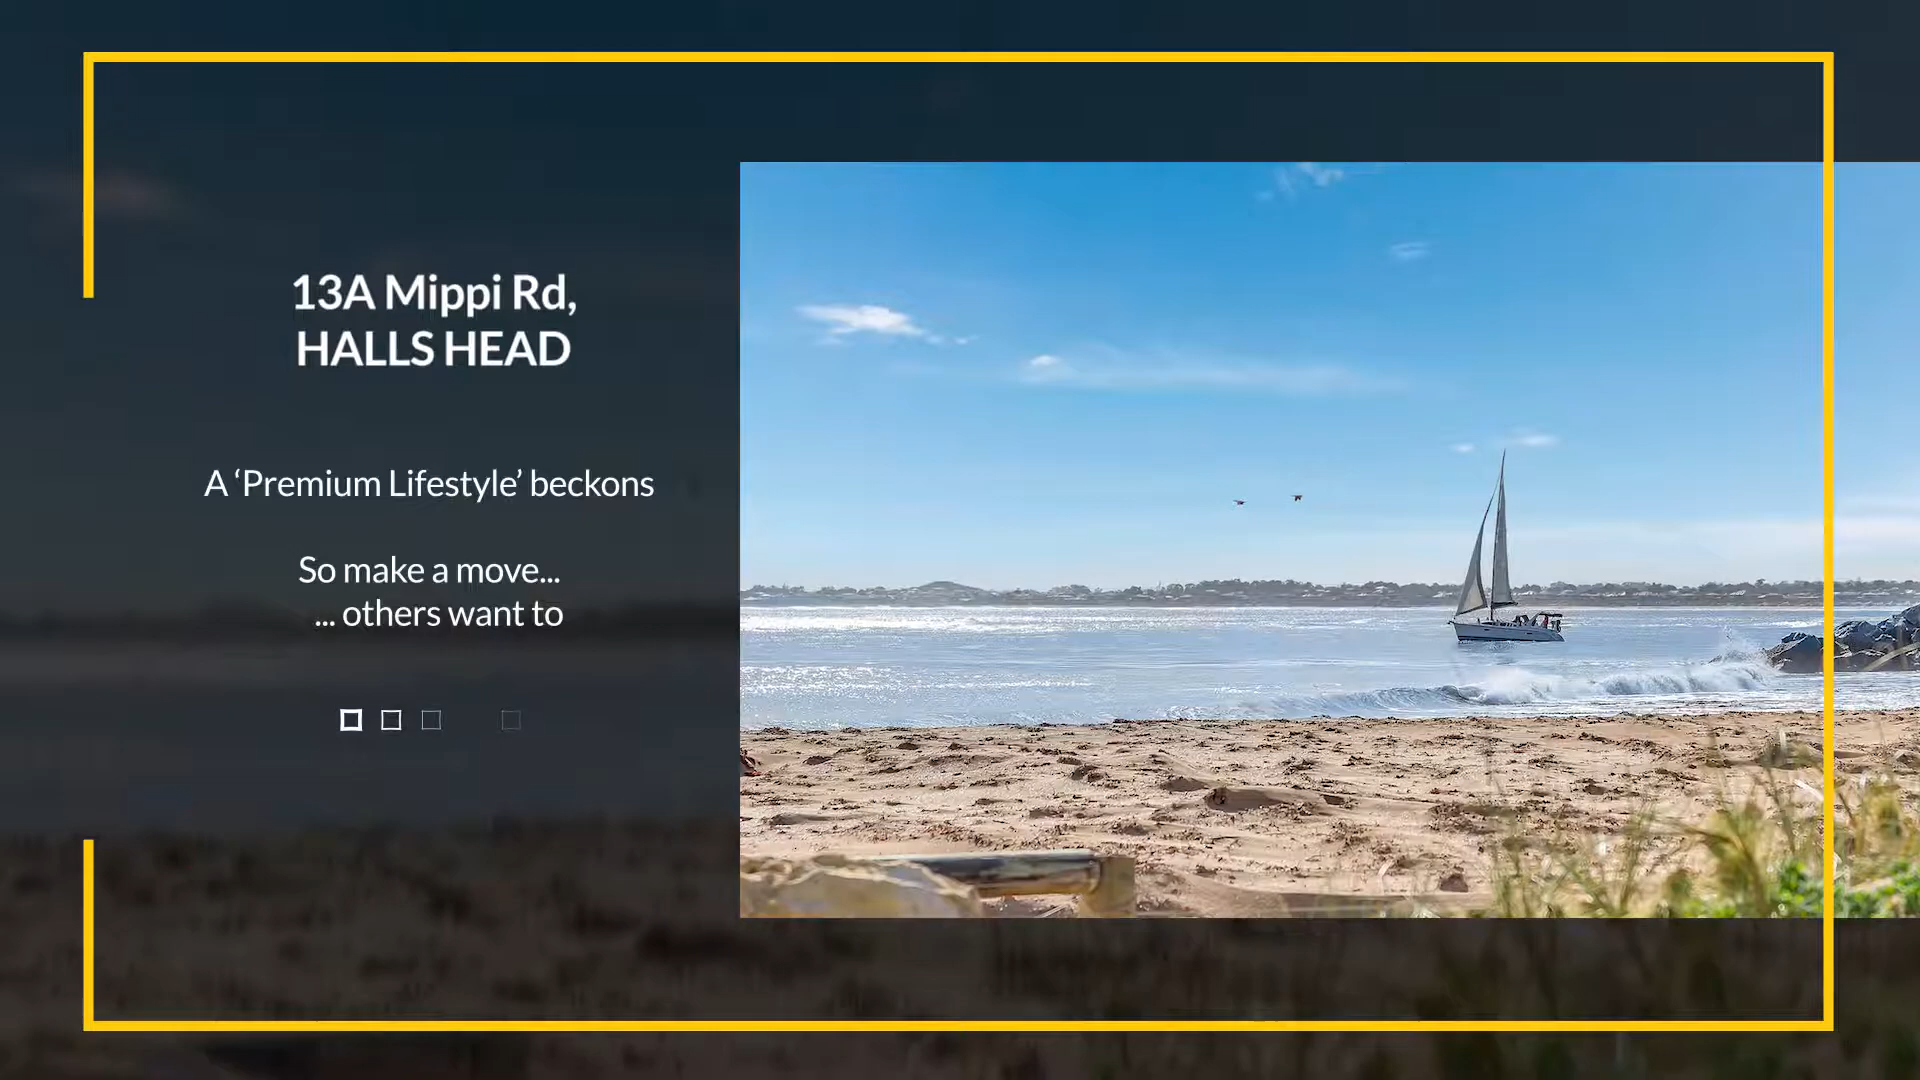 13A Mippi Rd,
HALLS HEAD
A ‘Premium Lifestyle’ beckons
So make a move...
... others want to